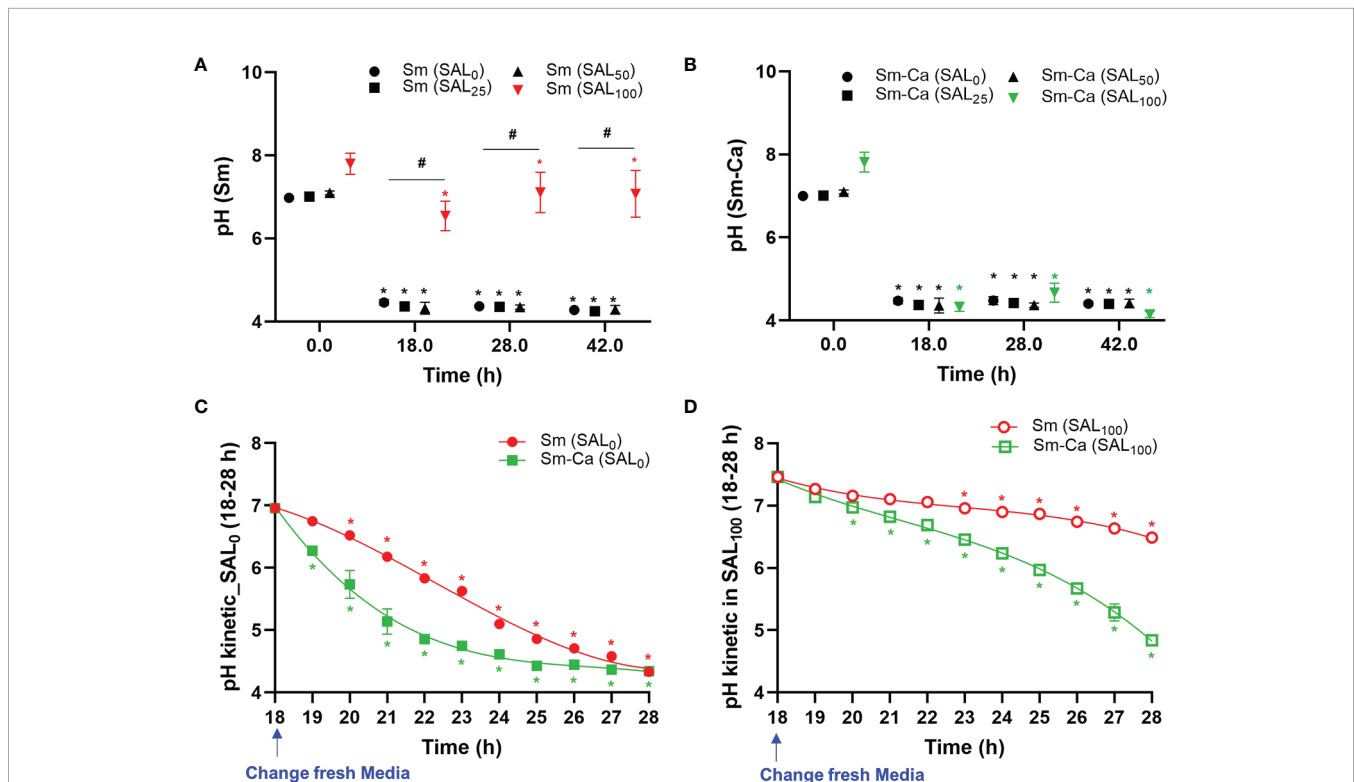 A
Sm (SAL0)
Sm (SAL50)
Sm (SAL25)
Sm (SAL100)
10
8
6
4
pH (Sm)
#
#
#
*
*
*
* * *
* * *
* * *
0.0 18.0 28.0 42.0
Time (h)
B
Sm-Ca (SAL0)
Sm-Ca (SAL50)
Sm-Ca (SAL25)
Sm-Ca (SAL100)
10
8
6
4
pH (Sm-Ca)
* * * *
* * * *
* * * *
0.0 18.0 28.0 42.0
Time (h)
C
Sm (SAL0)
Sm-Ca (SAL0)
8
7
6
5
4
pH kinetic_SAL0 (18-28 h)
* * * * * * * * *
* * * * * * * * * *
18 19 20 21 22 23 24 25 26 27 28
Time (h)
Change fresh Media
D
Sm (SAL100)
Sm-Ca (SAL100)
8
7
6
5
4
pH kinetic in SAL100 (18-28 h)
* * * * * *
* * * * * * * * *
18 19 20 21 22 23 24 25 26 27 28
Time (h)
Change fresh Media